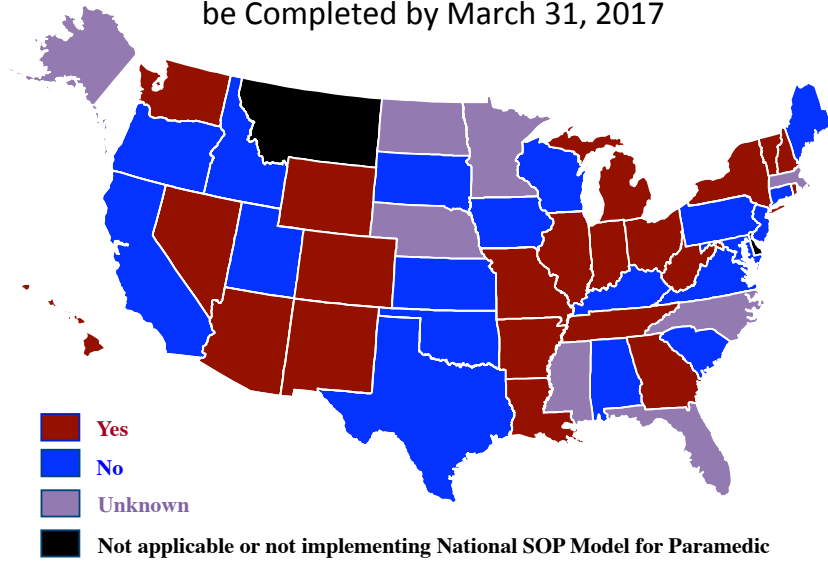 be Completed by March 31, 2017
Yes
No
Unknown
Not applicable or not implementing National SOP Model for Paramedic